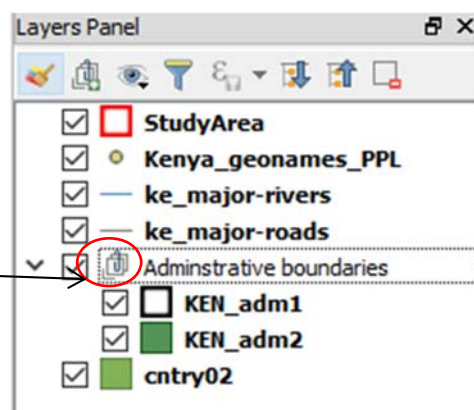 Layers Panel
StudyArea
Kenya_geonames_PPL
ke_major-rivers
ke_major-roads
Adminstrative boundaries
KEN_adm1
KEN_adm2
cntry02